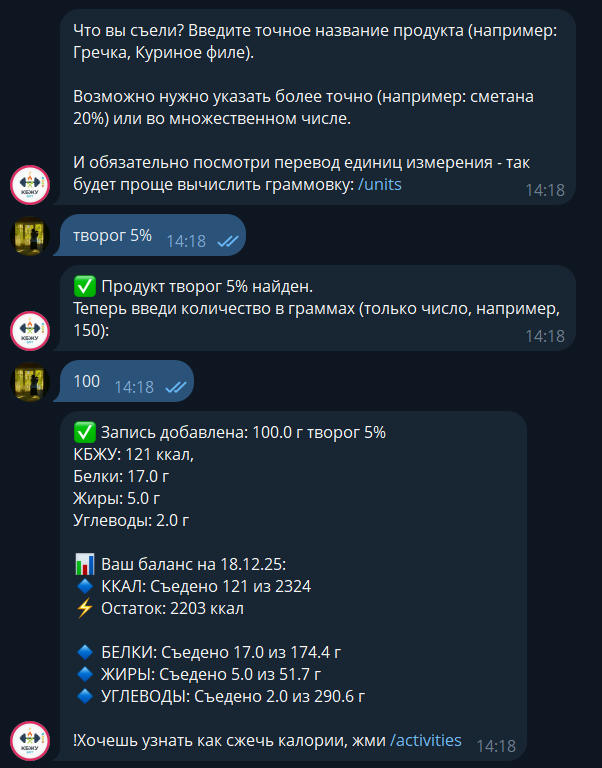 Что вы съели? Введите точное название продукта (например:
Гречка, Куриное филе).
Возможно нужно указать более точно (например: сметана
20%) или во множественном числе.
И обязательно посмотри перевод единиц измерения - так
будет проще вычислить граммовку: /units
14:18
КБЖУ
творог 5%
14:18
✅ Продукт творог 5% найден.
Теперь введи количество в граммах (только число, например,
150):
14:18
КБЖУ
100
14:18
✅ Запись добавлена: 100.0 г творог 5%
КБЖУ: 121 ккал,
Белки: 17.0 г
Жиры: 5.0 г
Углеводы: 2.0 г
📊 Ваш баланс на 18.12.25:
🔹 ККАЛ: Съедено 121 из 2324
⚡ Остаток: 2203 ккал
🔹 БЕЛКИ: Съедено 17.0 из 174.4 г
🔹 ЖИРЫ: Съедено 5.0 из 51.7 г
🔹 УГЛЕВОДЫ: Съедено 2.0 из 290.6 г
!Хочешь узнать как сжечь калории, жми /activities
14:18
КБЖУ